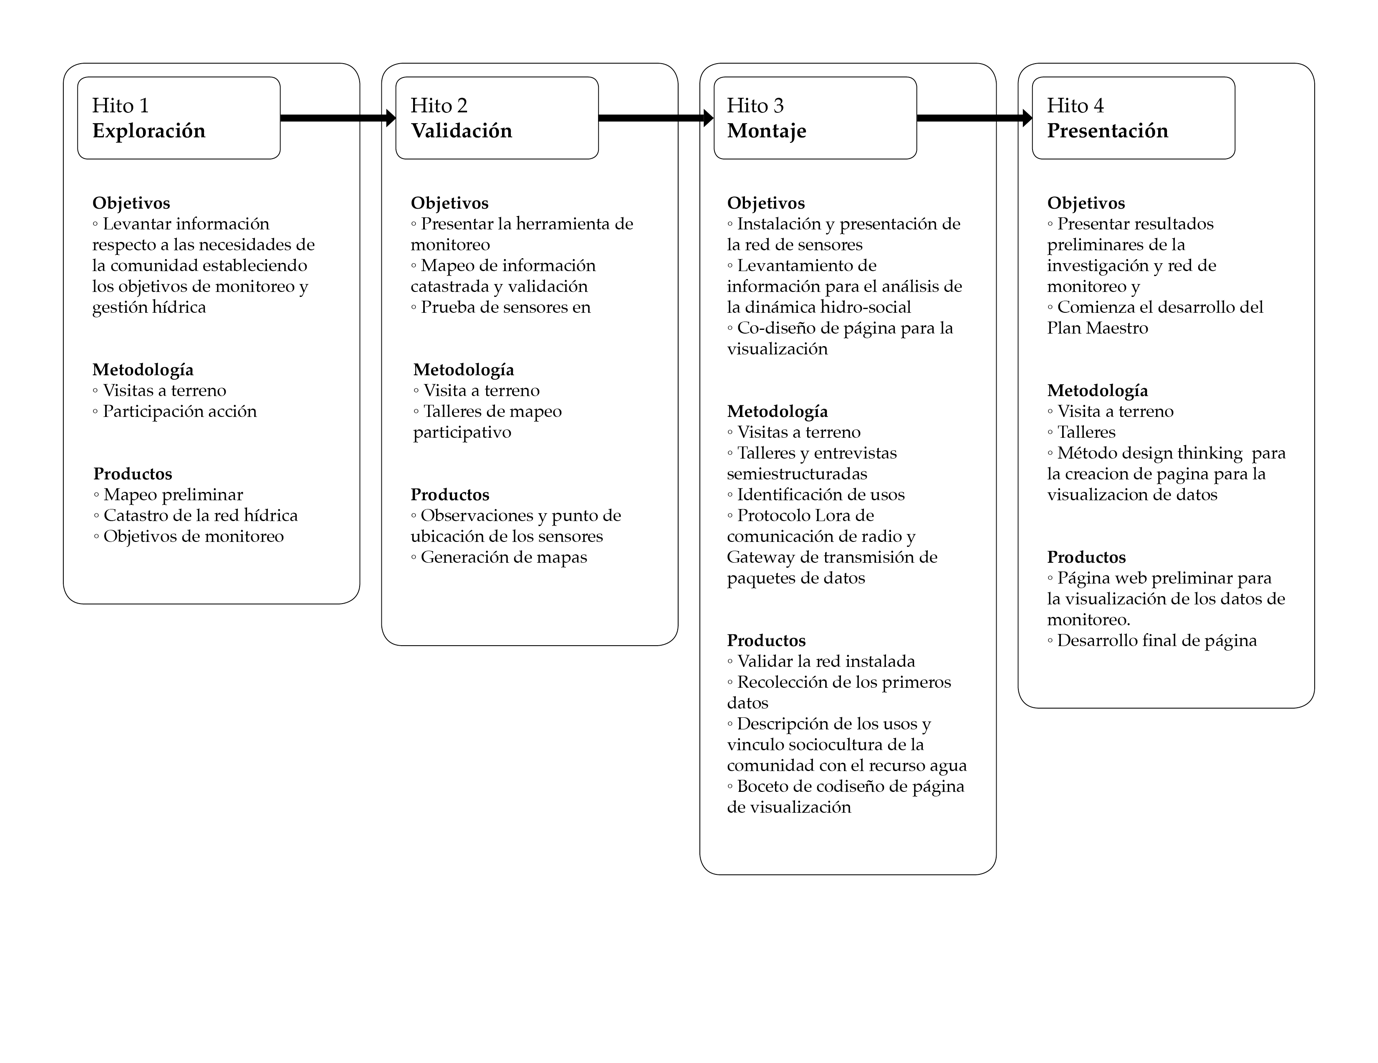 Hito 1
Exploración
Objetivos
◦ Levantar información
respecto a las necesidades de
la comunidad estableciendo
los objetivos de monitoreo y
gestión hídrica
Metodología
◦ Visitas a terreno
◦ Participación acción
Productos
◦ Mapeo preliminar
◦ Catastro de la red hídrica
◦ Objetivos de monitoreo
Hito 2
Validación
Objetivos
◦ Presentar la herramienta de
monitoreo
◦ Mapeo de información
catastrada y validación
◦ Prueba de sensores en
Metodología
◦ Visita a terreno
◦ Talleres de mapeo
participativo
Productos
◦ Observaciones y punto de
ubicación de los sensores
◦ Generación de mapas
Hito 3
Montaje
Objetivos
◦ Instalación y presentación de
la red de sensores
◦ Levantamiento de
información para el análisis de
la dinámica hidro-social
◦ Co-diseño de página para la
visualización
Metodología
◦ Visitas a terreno
◦ Talleres y entrevistas
semiestructuradas
◦ Identificación de usos
◦ Protocolo Lora de
comunicación de radio y
Gateway de transmisión de
paquetes de datos
Productos
◦ Validar la red instalada
◦ Recolección de los primeros
datos
◦ Descripción de los usos y
vinculo sociocultura de la
comunidad con el recurso agua
◦ Boceto de codiseño de página
de visualización
Hito 4
Presentación
Objetivos
◦ Presentar resultados
preliminares de la
investigación y red de
monitoreo y
◦ Comienza el desarrollo del
Plan Maestro
Metodología
◦ Visita a terreno
◦ Talleres
◦ Método design thinking  para
la creacion de pagina para la
visualizacion de datos
Productos
◦ Página web preliminar para
la visualización de los datos de
monitoreo.
◦ Desarrollo final de página